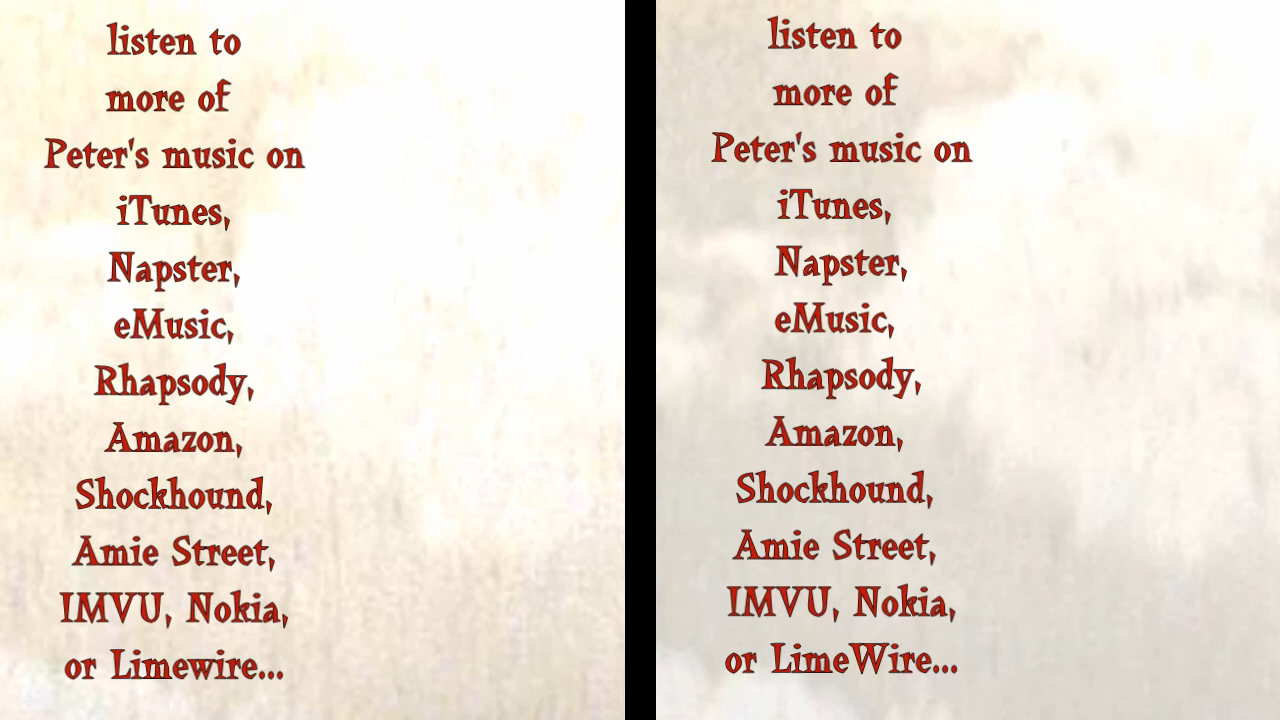 listen to
more of
Peter's music on
iTunes,
Napster,
eMusic,
Rhapsody,
Amazon,
Shockhound,
Amie Street,
IMVU, Nokia,
or Limewire...
listen to
more of
Peter's music on
iTunes,
Napster,
eMusic,
Rhapsody,
Amazon,
Shockhound,
Amie Street,
IMVU, Nokia,
or LimeWire...